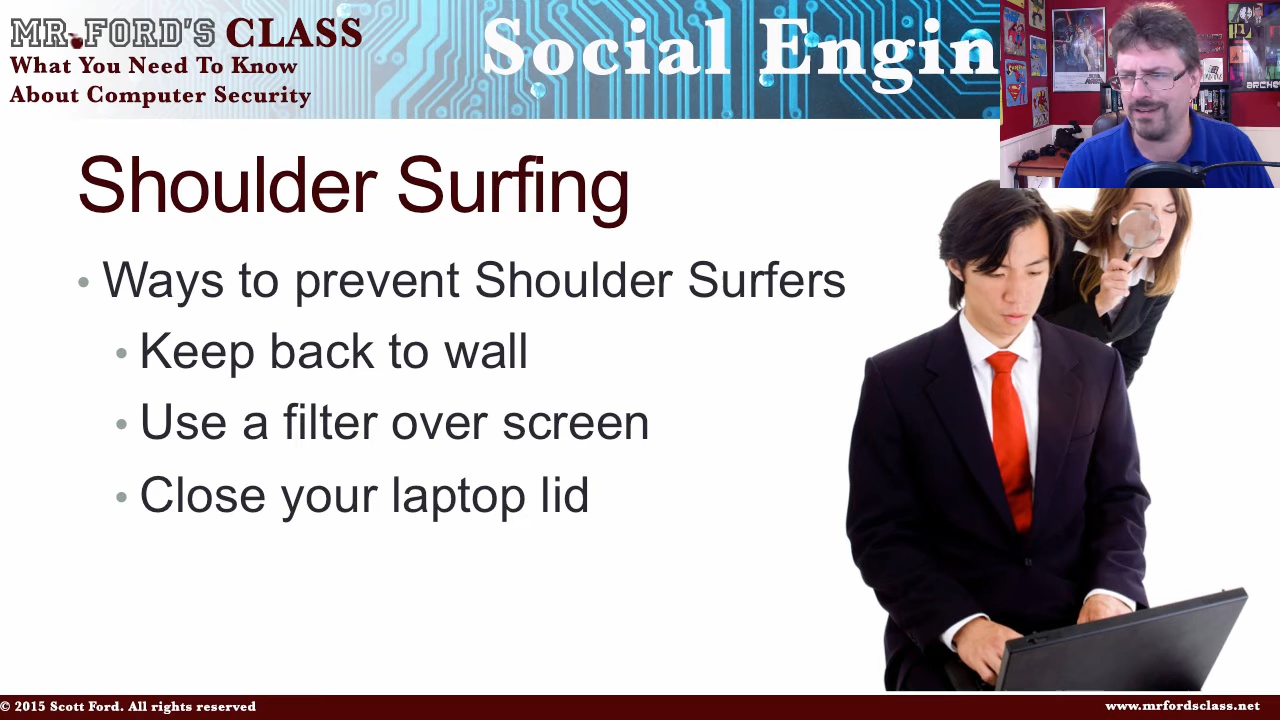 MR. FORD'S CLASS
What You Need To Know
About Computer Security
Social Engin
ARCHE
Shoulder Surfing
• Ways to prevent Shoulder Surfers
• Keep back to wall
• Use a filter over screen
• Close your laptop lid
© 2015 Scott Ford. All rights reserved
www.mrfordsclass.net